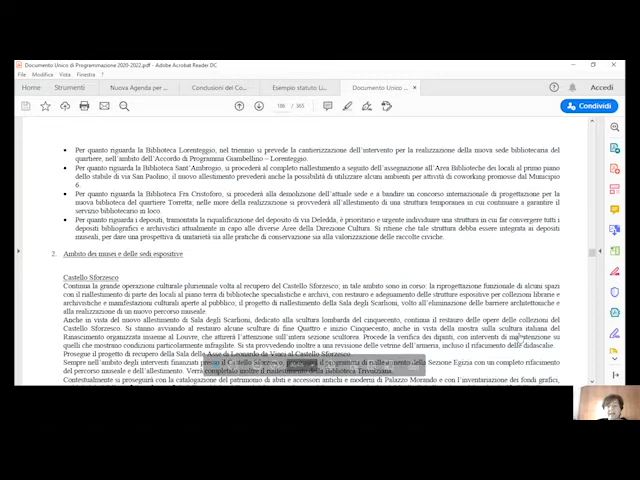 Documento Unico di Programmazione 2020-2022.pdf - Adobe Acrobat Reader DC
File Modifica Vista Finestra ?
Home Strumenti Nuova Agenda per ... Conclusioni del Co... Esempio statuto Li... Documento Unico ... × Accedi
186 / 365 Condividi
• Per quanto riguarda la Biblioteca Lorenteggio, nel triennio si prevede la cantierizzazione dell'intervento per la realizzazione della nuova sede bibliotecaria del
quartiere, nell'ambito dell'Accordo di Programma Giambellino – Lorenteggio.
• Per quanto riguarda la Biblioteca Sant'Ambrogio, si procederà al completo riallestimento a seguito dell'assegnazione all'Area Biblioteche dei locali al primo piano
dello stabile di via San Paolino; il nuovo allestimento prevederà anche la possibilità di utilizzare alcuni ambienti per attività di coworking promosse dal Municipio
6.
• Per quanto riguarda la Biblioteca Fra Cristoforo, si procederà alla demolizione dell'attuale sede e a bandire un concorso internazionale di progettazione per la
nuova biblioteca del quartiere Torretta, nelle more della realizzazione si provvederà all'allestimento di una struttura temporanea in cui continuare a garantire il
servizio bibliotecario in loco.
• Per quanto riguarda i depositi, tramontata la riqualificazione del deposito di via Deledda, è prioritario e urgente individuare una struttura in cui far convergere tutti i
depositi bibliografici e archivistici attualmente in capo alle diverse Aree della Direzione Cultura. Si ritiene che tale struttura debba essere integrata ai depositi
museali, per dare una prospettiva di unitarietà sia alle pratiche di conservazione sia alla valorizzazione delle raccolte civiche.
2. Ambito dei musei e delle sedi espositive
Castello Sforzesco
Continua la grande operazione culturale pluriennale volta al recupero del Castello Sforzesco; in tale ambito sono in corso: la riprogettazione funzionale di alcuni spazi
con il riallestimento di parte dei locali al piano terra di biblioteche specialistiche e archivi, con restauro e adeguamento delle strutture espositive per collezioni librarie e
archivistiche e manifestazioni culturali aperte al pubblico; il progetto di riallestimento della Sala degli Scarlioni, volto all'eliminazione delle barriere architettoniche e
alla realizzazione di un nuovo percorso museale.
Anche in vista del nuovo allestimento di Sala degli Scarlioni, dedicato alla scultura lombarda del cinquecento, continua il restauro delle opere delle collezioni del
Castello Sforzesco. Si stanno avviando al restauro alcune sculture di fine Quattro e inizio Cinquecento, anche in vista della mostra sulla scultura italiana del
Rinascimento organizzata insieme al Louvre, che attirerà l'attenzione sull'intera sezione scultorea. Procede la verifica dei dipinti, con interventi di manutenzione su
quelli che mostrino condizioni particolarmente infragilite. Si sta provvedendo inoltre a una revisione delle vetrine dell'armeria, incluso il rifacimento delle didascalie.
Prosegue il progetto di recupero della Sala delle Asse di Leonardo da Vinci al Castello Sforzesco.
Sempre nell'ambito degli interventi finanziati presso il Castello Sforzesco, il programma di riallestimento della Sezione Egizia con un completo rifacimento
del percorso museale e dell'allestimento. Verrà completato inoltre il riallestimento della Biblioteca Trivulziana.
Contestualmente si proseguirà con la catalogazione del patrimonio di abiti e accessori antichi e moderni di Palazzo Morando e con l'inventariazione dei fondi grafici,